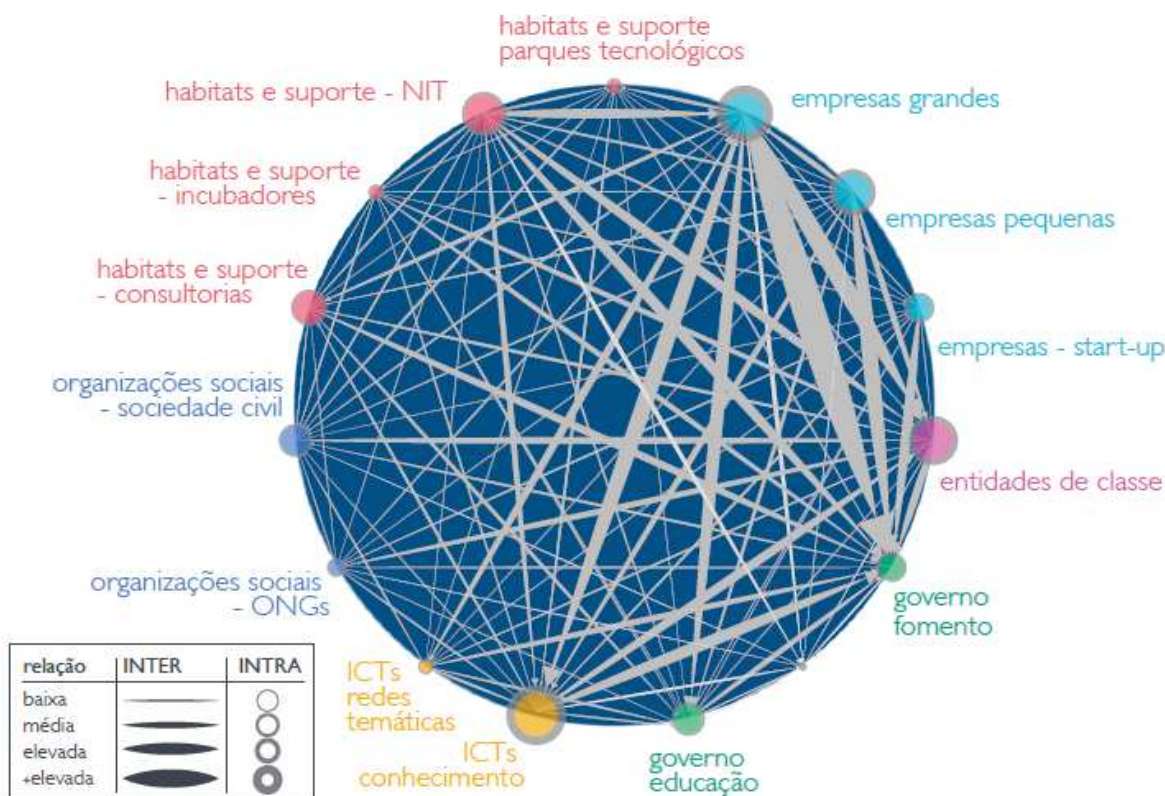 habitats e suporte
parques tecnológicos
habitats e suporte - NIT
empresas grandes
habitats e suporte
- incubadores
empresas pequenas
habitats e suporte
- consultorias
empresas - start-up
organizações sociais
- sociedade civil
entidades de classe
organizações sociais
- ONGs
governo
fomento
ICTs
redes
temáticas
ICTs
conhecimento
governo
educação
relação INTER INTRA
baixa
média
elevada
+elevada